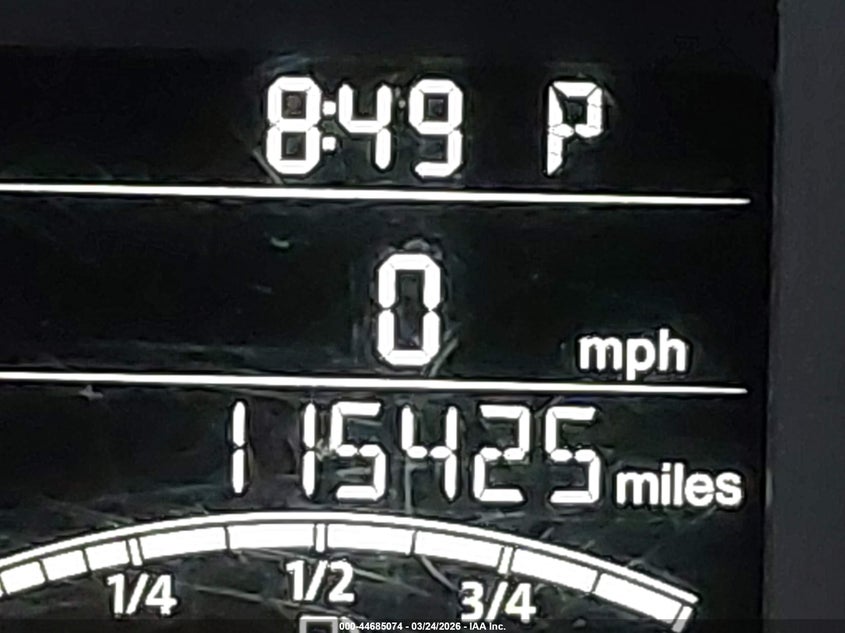 8:49 P
0 mph
115425 miles
1/4 1/2 3/4
000-44685074 - 03/24/2026 - IAA Inc.